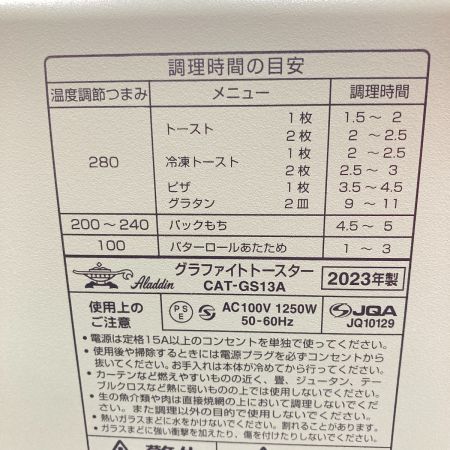 調理時間の目安
温度調節つまみ メニュー 調理時間
280 トースト 1枚 1.5～2
2枚 2～2.5
冷凍トースト 1枚 2～2.5
2枚 2.5～3
ピザ 1枚 3.5～4.5
グラタン 2皿 9～11
200～240 パックもち 4.5～5
100 バターロールあたため 1～3
Aladdin グラファイトトースター 2023年製
CAT-GS13A
使用上のご注意 PSE AC100V 1250W 50-60Hz JQA JQ10129
•電源は定格15A以上のコンセントを単独で使ってください。
•使用後や掃除するときには電源プラグを必ずコンセントから
抜いてください。お手入れは本体が冷めてから行ってください。
•カーテンなど燃えやすいものの近く、畳、ジュータン、テー
ブルクロスなど熱に弱いものの上では使用しないでください。
•生の魚介類や肉は直接焼網の上において調理しないでくだ
さい。また調理以外の目的で使用しないでください。
•熱いガラスまどに水をかけないでください。割れることがあります。
•ガラスまどに強い衝撃を加えたり、傷を付けたりしないでください。